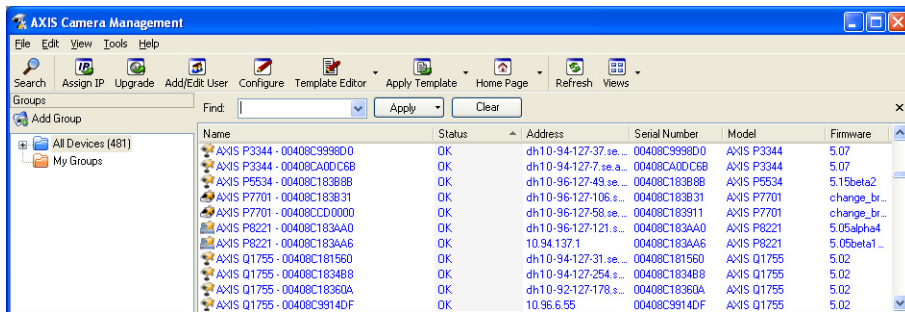 AXIS Camera Management
File Edit View Tools Help
Search Assign IP Upgrade Add/Edit User Configure Template Editor Apply Template Home Page Refresh Views
Groups
Add Group
All Devices (481)
My Groups
Find: Apply Clear
Name Status Address Serial Number Model Firmware
AXIS P3344 - 00408C9998D0 OK dh10-94-127-37.se.... 00408C9998D0 AXIS P3344 5.07
AXIS P3344 - 00408CA0DC6B OK dh10-94-127-7.se.a... 00408CA0DC6B AXIS P3344 5.07
AXIS P5534 - 00408C183B8B OK dh10-96-127-49.se.... 00408C183B8B AXIS P5534 5.15beta2
AXIS P7701 - 00408C183B31 OK dh10-96-127-106.s... 00408C183B31 AXIS P7701 change_br...
AXIS P7701 - 00408CCD0000 OK dh10-96-127-58.se.... 00408C183911 AXIS P7701 change_br...
AXIS P8221 - 00408C183AA0 OK dh10-96-127-121.s... 00408C183AA0 AXIS P8221 5.05alpha4
AXIS P8221 - 00408C183AA6 OK 10.94.137.1 00408C183AA6 AXIS P8221 5.05beta1...
AXIS Q1755 - 00408C181560 OK dh10-94-127-31.se.... 00408C181560 AXIS Q1755 5.02
AXIS Q1755 - 00408C1834B8 OK dh10-94-127-254.s... 00408C1834B8 AXIS Q1755 5.02
AXIS Q1755 - 00408C18360A OK dh10-92-127-178.s... 00408C18360A AXIS Q1755 5.02
AXIS Q1755 - 00408C9914DF OK 10.96.6.55 00408C9914DF AXIS Q1755 5.02